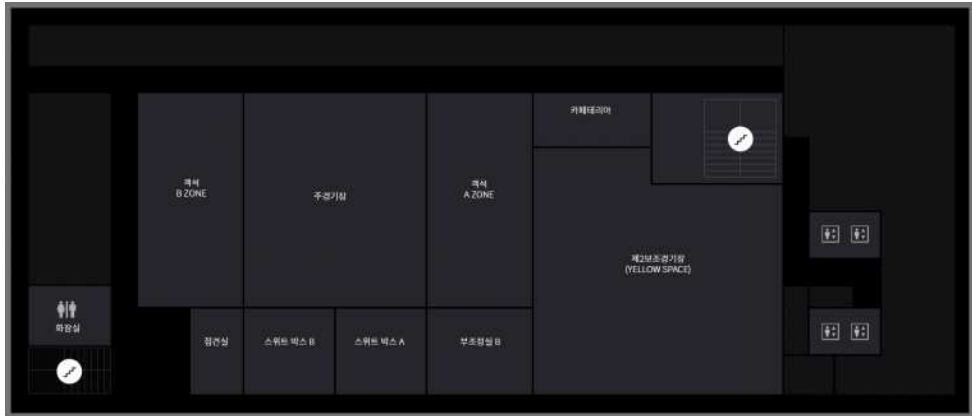 카페테리아
객석
B ZONE
주경기장
객석
A ZONE
제2보조경기장
(YELLOW SPACE)
화장실
접견실
스위트 박스 B
스위트 박스 A
부조정실 B